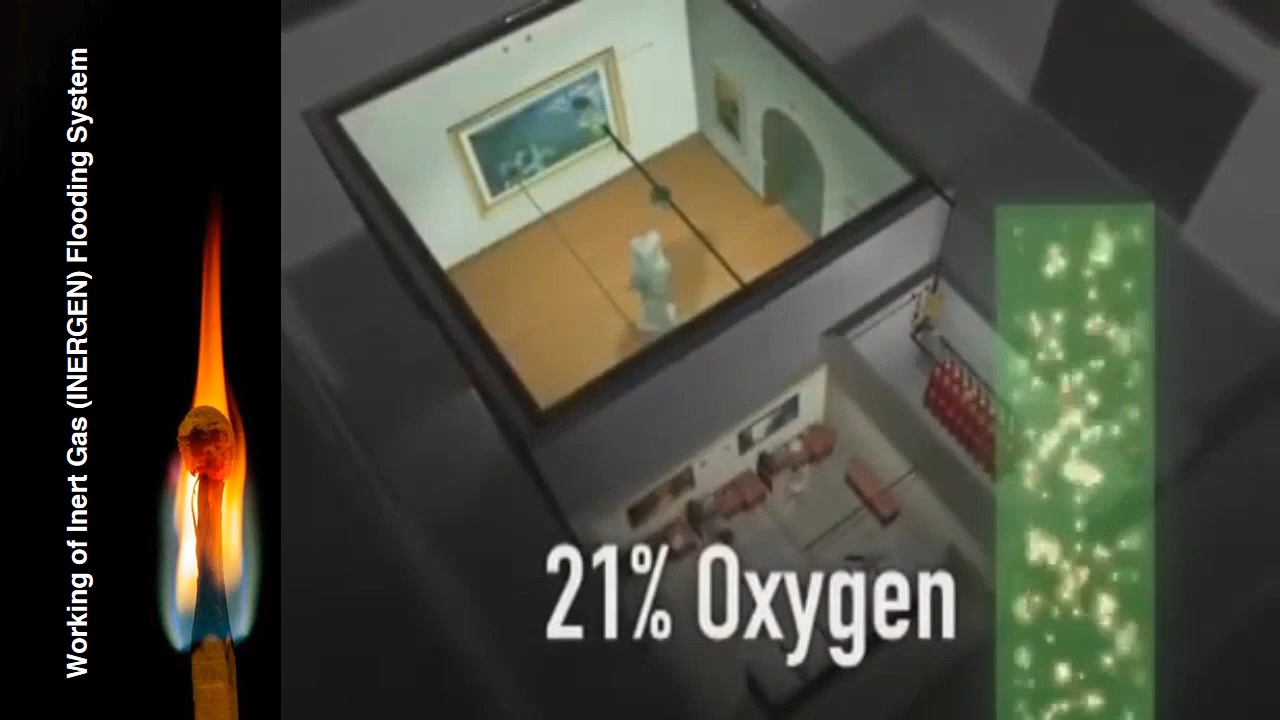 Working of Inert Gas (INERGEN) Flooding System
21% Oxygen